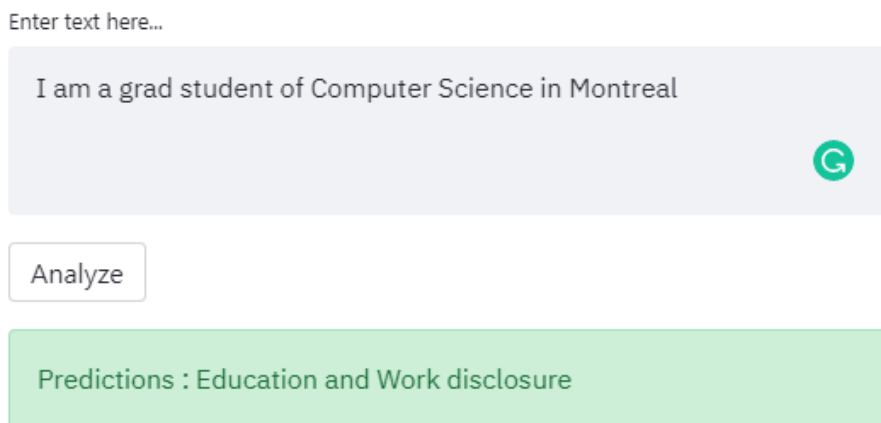 Enter text here...
I am a grad student of Computer Science in Montreal
Analyze
Predictions : Education and Work disclosure